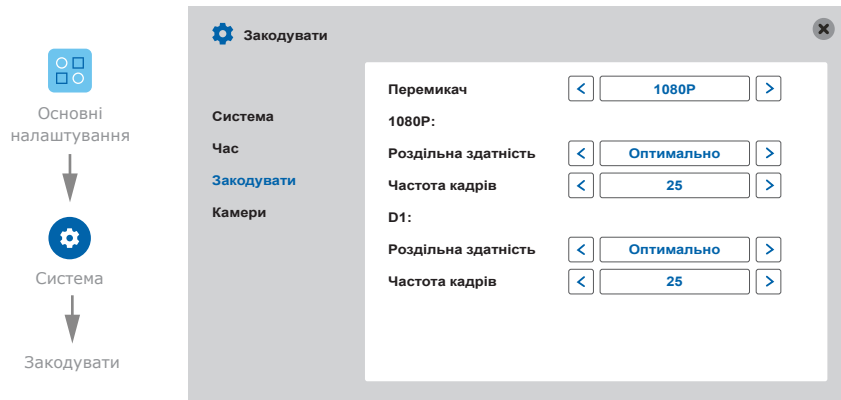 Основні
налаштування
Система
Закодувати
Закодувати
Система
Час
Закодувати
Камери
Перемикач < 1080P >
1080P:
Роздільна здатність < Оптимально >
Частота кадрів < 25 >
D1:
Роздільна здатність < Оптимально >
Частота кадрів < 25 >